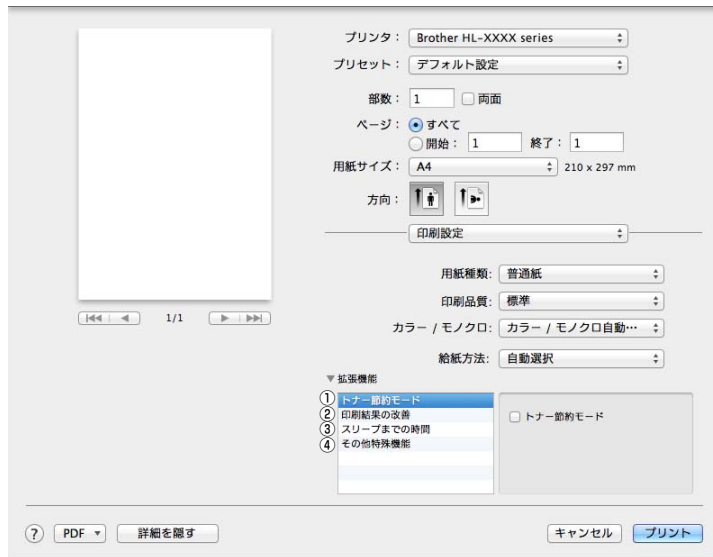 プリンタ： Brother HL-XXXX series
プリセット： デフォルト設定
部数： 1 両面
ページ： すべて
開始： 1 終了： 1
用紙サイズ： A4 210 x 297 mm
方向：
印刷設定
用紙種類: 普通紙
印刷品質: 標準
カラー / モノクロ: カラー / モノクロ自動…
給紙方法: 自動選択
1/1
▼ 拡張機能
① トナー節約モード
② 印刷結果の改善
③ スリープまでの時間
④ その他特殊機能
トナー節約モード
? PDF ▼ 詳細を隠す キャンセル プリント